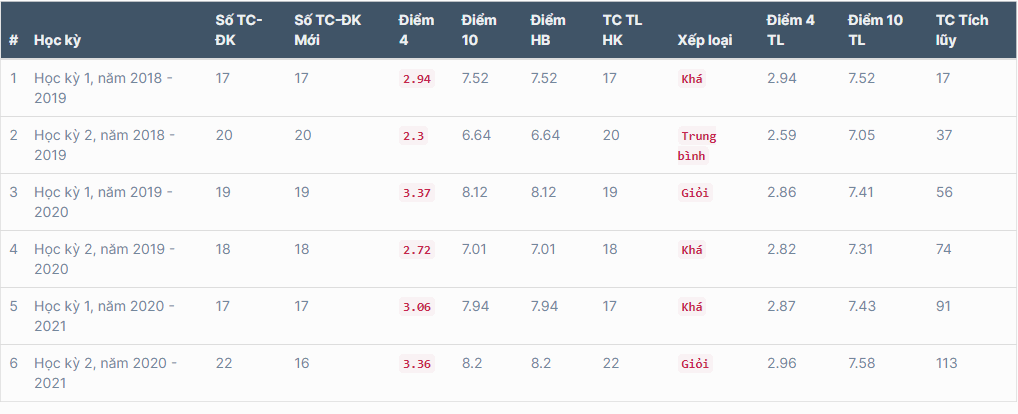 # Học kỳ Số TC-ĐK Số TC-ĐK Mới Điểm 4 Điểm 10 Điểm HB TC TL HK Xếp loại Điểm 4 TL Điểm 10 TL TC Tích lũy
1 Học kỳ 1, năm 2018 - 2019 17 17 2.94 7.52 7.52 17 Khá 2.94 7.52 17
2 Học kỳ 2, năm 2018 - 2019 20 20 2.3 6.64 6.64 20 Trung bình 2.59 7.05 37
3 Học kỳ 1, năm 2019 - 2020 19 19 3.37 8.12 8.12 19 Giỏi 2.86 7.41 56
4 Học kỳ 2, năm 2019 - 2020 18 18 2.72 7.01 7.01 18 Khá 2.82 7.31 74
5 Học kỳ 1, năm 2020 - 2021 17 17 3.06 7.94 7.94 17 Khá 2.87 7.43 91
6 Học kỳ 2, năm 2020 - 2021 22 16 3.36 8.2 8.2 22 Giỏi 2.96 7.58 113